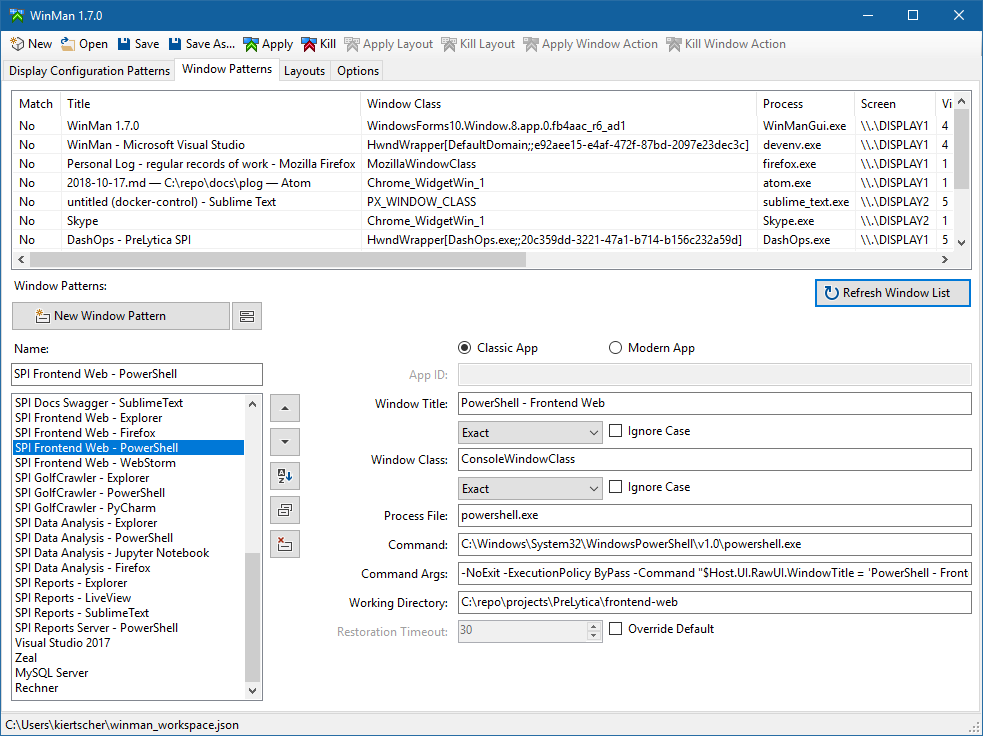 WinMan 1.7.0
New Open Save Save As... Apply Kill Apply Layout Kill Layout Apply Window Action Kill Window Action
Display Configuration Patterns Window Patterns Layouts Options
Match Title Window Class Process Screen Vi
No WinMan 1.7.0 WindowsForms10.Window.8.app.0.fb4aac_r6_ad1 WinManGui.exe \\.\DISPLAY1 4
No WinMan - Microsoft Visual Studio HwndWrapper[DefaultDomain;;e92aee15-e4af-472f-87bd-2097e23dec3c] devenv.exe \\.\DISPLAY1 4
No Personal Log - regular records of work - Mozilla Firefox MozillaWindowClass firefox.exe \\.\DISPLAY1 1
No 2018-10-17.md — C:\repo\docs\plog — Atom Chrome_WidgetWin_1 atom.exe \\.\DISPLAY1 1
No untitled (docker-control) - Sublime Text PX_WINDOW_CLASS sublime_text.exe \\.\DISPLAY2 5
No Skype Chrome_WidgetWin_1 Skype.exe \\.\DISPLAY2 1
No DashOps - PreLytica SPI HwndWrapper[DashOps.exe;;20c359dd-3221-47a1-b714-b156c232a59d] DashOps.exe \\.\DISPLAY1 5
Window Patterns:
Refresh Window List
New Window Pattern
Name:
SPI Frontend Web - PowerShell
SPI Docs Swagger - SublimeText
SPI Frontend Web - Explorer
SPI Frontend Web - Firefox
SPI Frontend Web - PowerShell
SPI Frontend Web - WebStorm
SPI GolfCrawler - Explorer
SPI GolfCrawler - PowerShell
SPI GolfCrawler - PyCharm
SPI Data Analysis - Explorer
SPI Data Analysis - PowerShell
SPI Data Analysis - Jupyter Notebook
SPI Data Analysis - Firefox
SPI Reports - Explorer
SPI Reports - LiveView
SPI Reports - SublimeText
SPI Reports Server - PowerShell
Visual Studio 2017
Zeal
MySQL Server
Rechner
Classic App Modern App
App ID:
Window Title: PowerShell - Frontend Web
Exact Ignore Case
Window Class: ConsoleWindowClass
Exact Ignore Case
Process File: powershell.exe
Command: C:\Windows\System32\WindowsPowerShell\v1.0\powershell.exe
Command Args: -NoExit -ExecutionPolicy ByPass -Command "$Host.UI.RawUI.WindowTitle = 'PowerShell - Front
Working Directory: C:\repo\projects\PreLytica\frontend-web
Restoration Timeout: 30 Override Default
C:\Users\kiertscher\winman_workspace.json